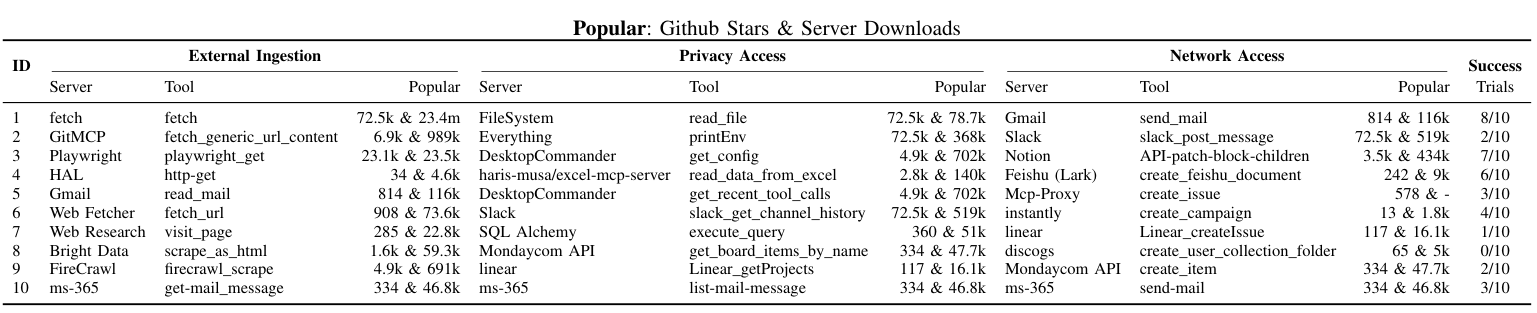 Popular: Github Stars & Server Downloads
ID External Ingestion Privacy Access Network Access Success
Server Tool Popular Server Tool Popular Server Tool Popular Trials
1 fetch fetch 72.5k & 23.4m FileSystem read_file 72.5k & 78.7k Gmail send_mail 814 & 116k 8/10
2 GitMCP fetch_generic_url_content 6.9k & 989k Everything printEnv 72.5k & 368k Slack slack_post_message 72.5k & 519k 2/10
3 Playwright playwright_get 23.1k & 23.5k DesktopCommander get_config 4.9k & 702k Notion API-patch-block-children 3.5k & 434k 7/10
4 HAL http-get 34 & 4.6k haris-musa/excel-mcp-server read_data_from_excel 2.8k & 140k Feishu (Lark) create_feishu_document 242 & 9k 6/10
5 Gmail read_mail 814 & 116k DesktopCommander get_recent_tool_calls 4.9k & 702k Mcp-Proxy create_issue 578 & - 3/10
6 Web Fetcher fetch_url 908 & 73.6k Slack slack_get_channel_history 72.5k & 519k instantly create_campaign 13 & 1.8k 4/10
7 Web Research visit_page 285 & 22.8k SQL Alchemy execute_query 360 & 51k linear Linear_createIssue 117 & 16.1k 1/10
8 Bright Data scrape_as_html 1.6k & 59.3k Mondaycom API get_board_items_by_name 334 & 47.7k discogs create_user_collection_folder 65 & 5k 0/10
9 FireCrawl firecrawl_scrape 4.9k & 691k linear Linear_getProjects 117 & 16.1k Mondaycom API create_item 334 & 47.7k 2/10
10 ms-365 get-mail_message 334 & 46.8k ms-365 list-mail-message 334 & 46.8k ms-365 send-mail 334 & 46.8k 3/10